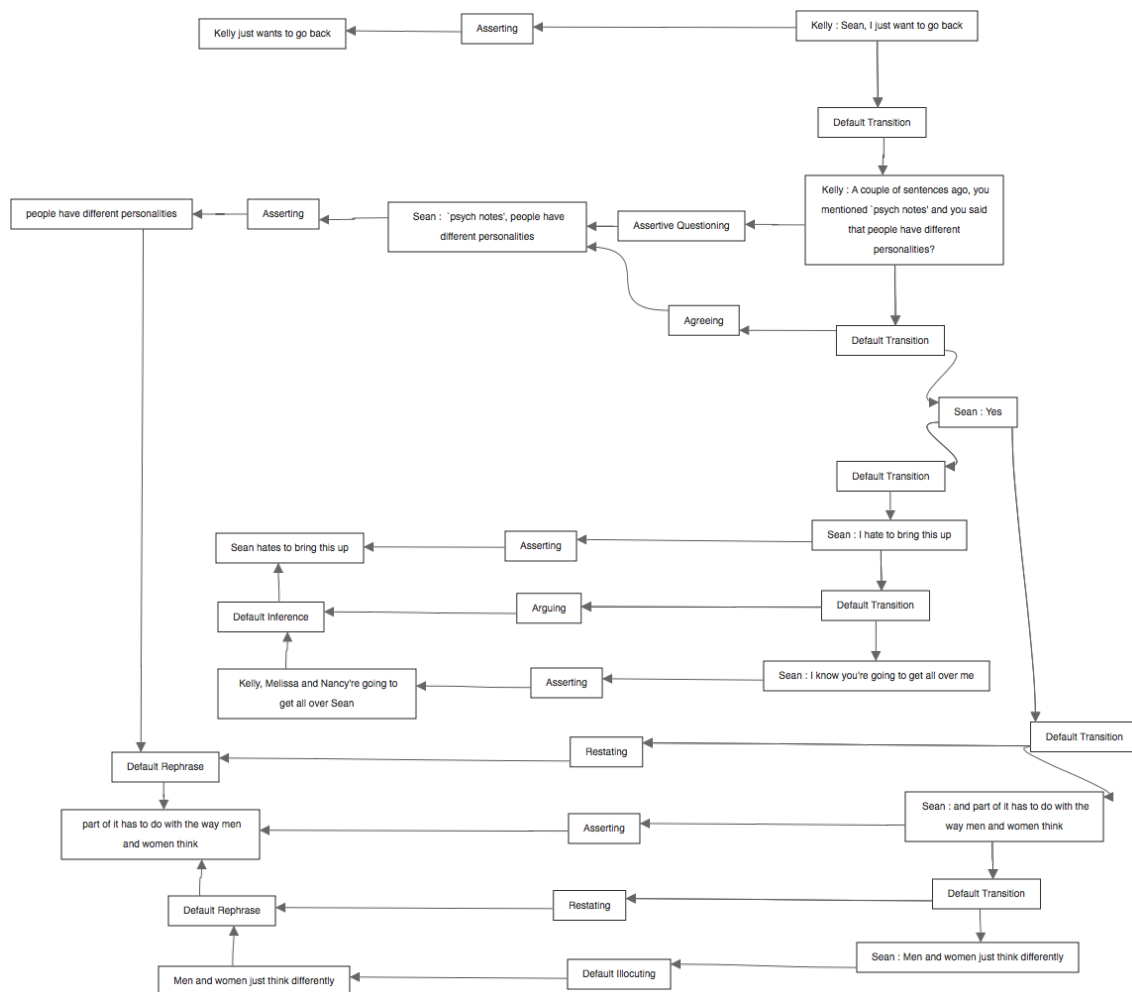 Kelly just wants to go back
Asserting
Kelly : Sean, I just want to go back
Default Transition
people have different personalities
Asserting
Sean :  `psych notes', people have
different personalities
Assertive Questioning
Kelly : A couple of sentences ago, you
mentioned `psych notes' and you said
that people have different
personalities?
Agreeing
Default Transition
Sean : Yes
Default Transition
Sean hates to bring this up
Asserting
Sean : I hate to bring this up
Default Inference
Arguing
Default Transition
Kelly, Melissa and Nancy're going to
get all over Sean
Asserting
Sean : I know you're going to get all over me
Default Transition
Default Rephrase
Restating
part of it has to do with the way men
and women think
Asserting
Sean : and part of it has to do with the
way men and women think
Default Rephrase
Restating
Default Transition
Men and women just think differently
Default Illocuting
Sean : Men and women just think differently